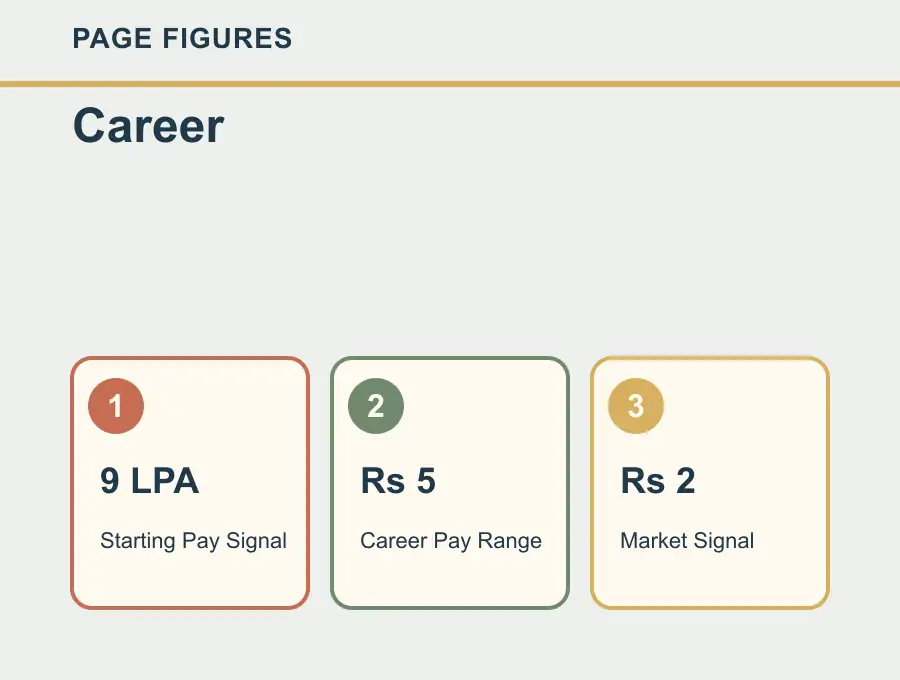 PAGE FIGURES
Career
1
9 LPA
Starting Pay Signal
2
Rs 5
Career Pay Range
3
Rs 2
Market Signal